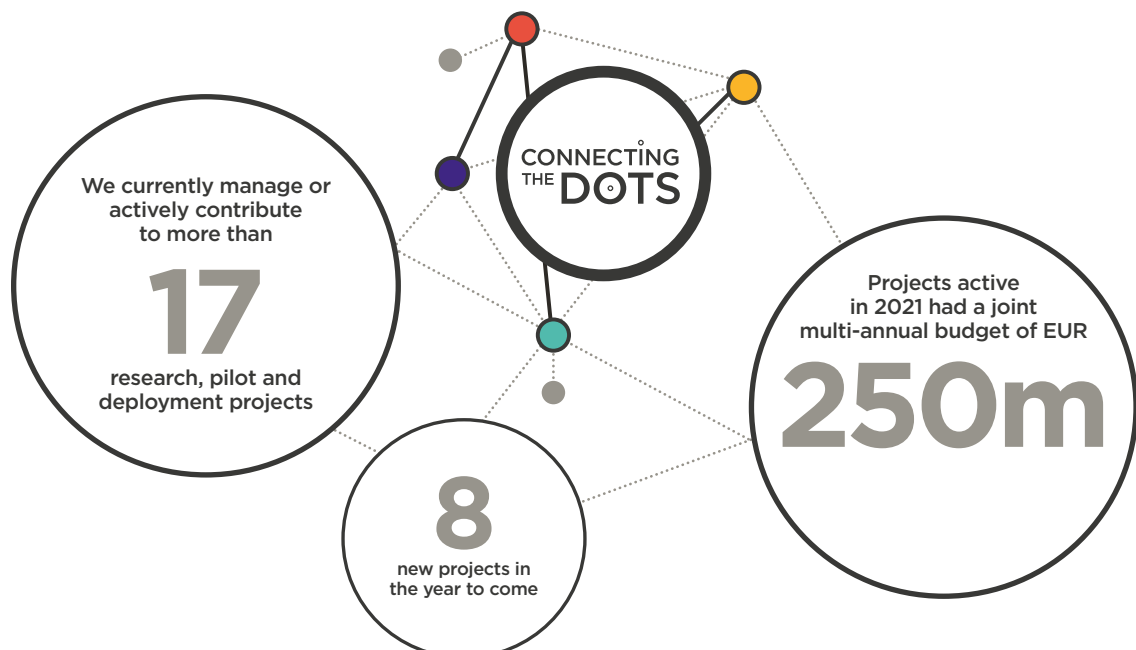 CONNECTING
THE DOTS
We currently manage or
actively contribute
to more than
17
research, pilot and
deployment projects
Projects active
in 2021 had a joint
multi-annual budget of EUR
250m
8
new projects in
the year to come